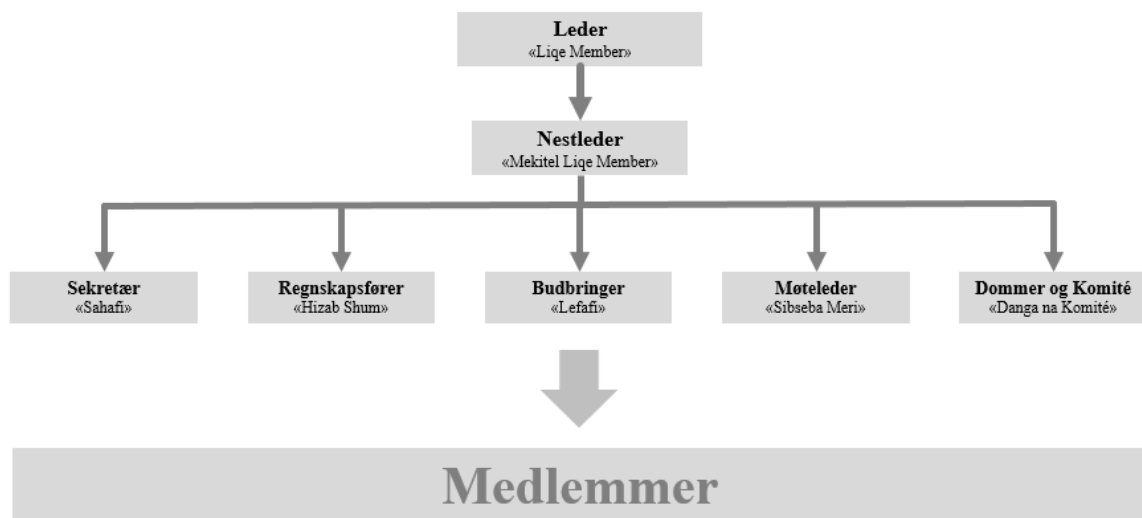 Leder
«Liqe Member»
Nestleder
«Mekitel Liqe Member»
Sekretær
«Sahafi»
Regnskapsfører
«Hizab Shum»
Budbringer
«Lefafi»
Møteleder
«Sibseba Meri»
Dommer og Komité
«Danga na Komité»
Medlemmer